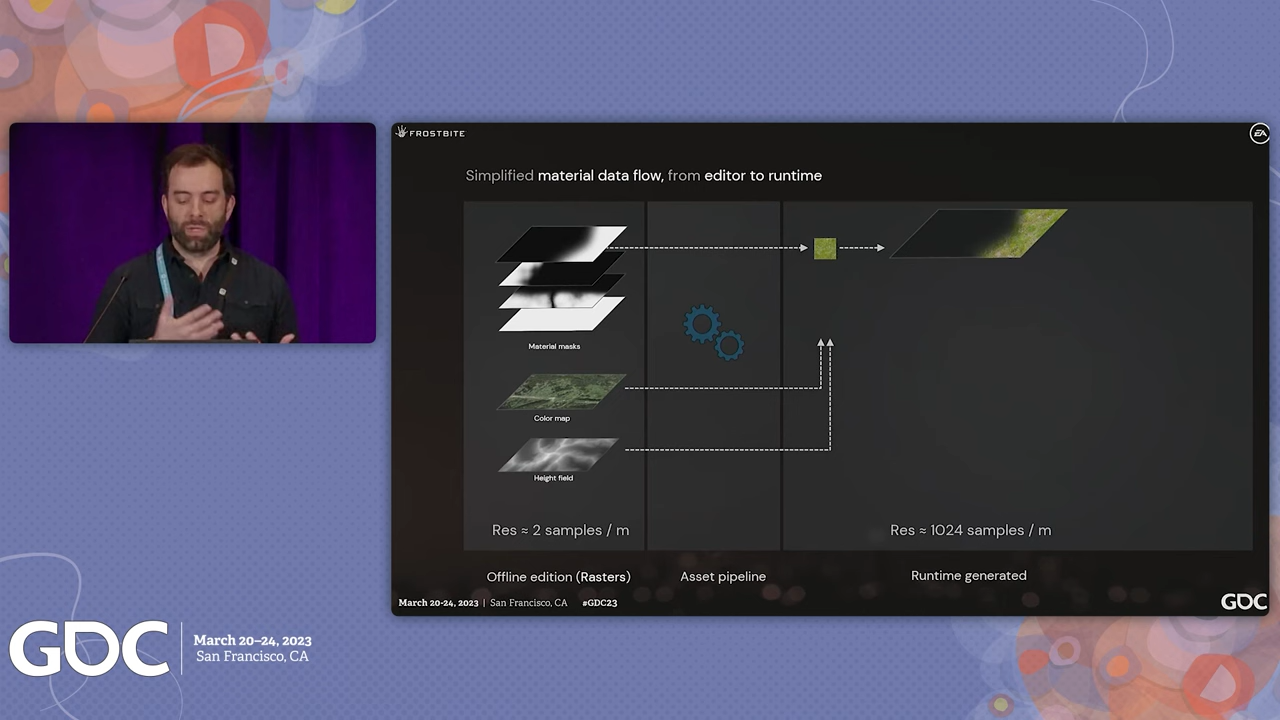 FROSTBITE
EA
Simplified material data flow, from editor to runtime
Material masks
Color map
Height field
Res ≈ 2 samples / m
Res ≈ 1024 samples / m
Offline edition (Rasters)
Asset pipeline
Runtime generated
March 20-24, 2023 | San Francisco, CA #GDC23
GDC
GDC
March 20–24, 2023
San Francisco, CA